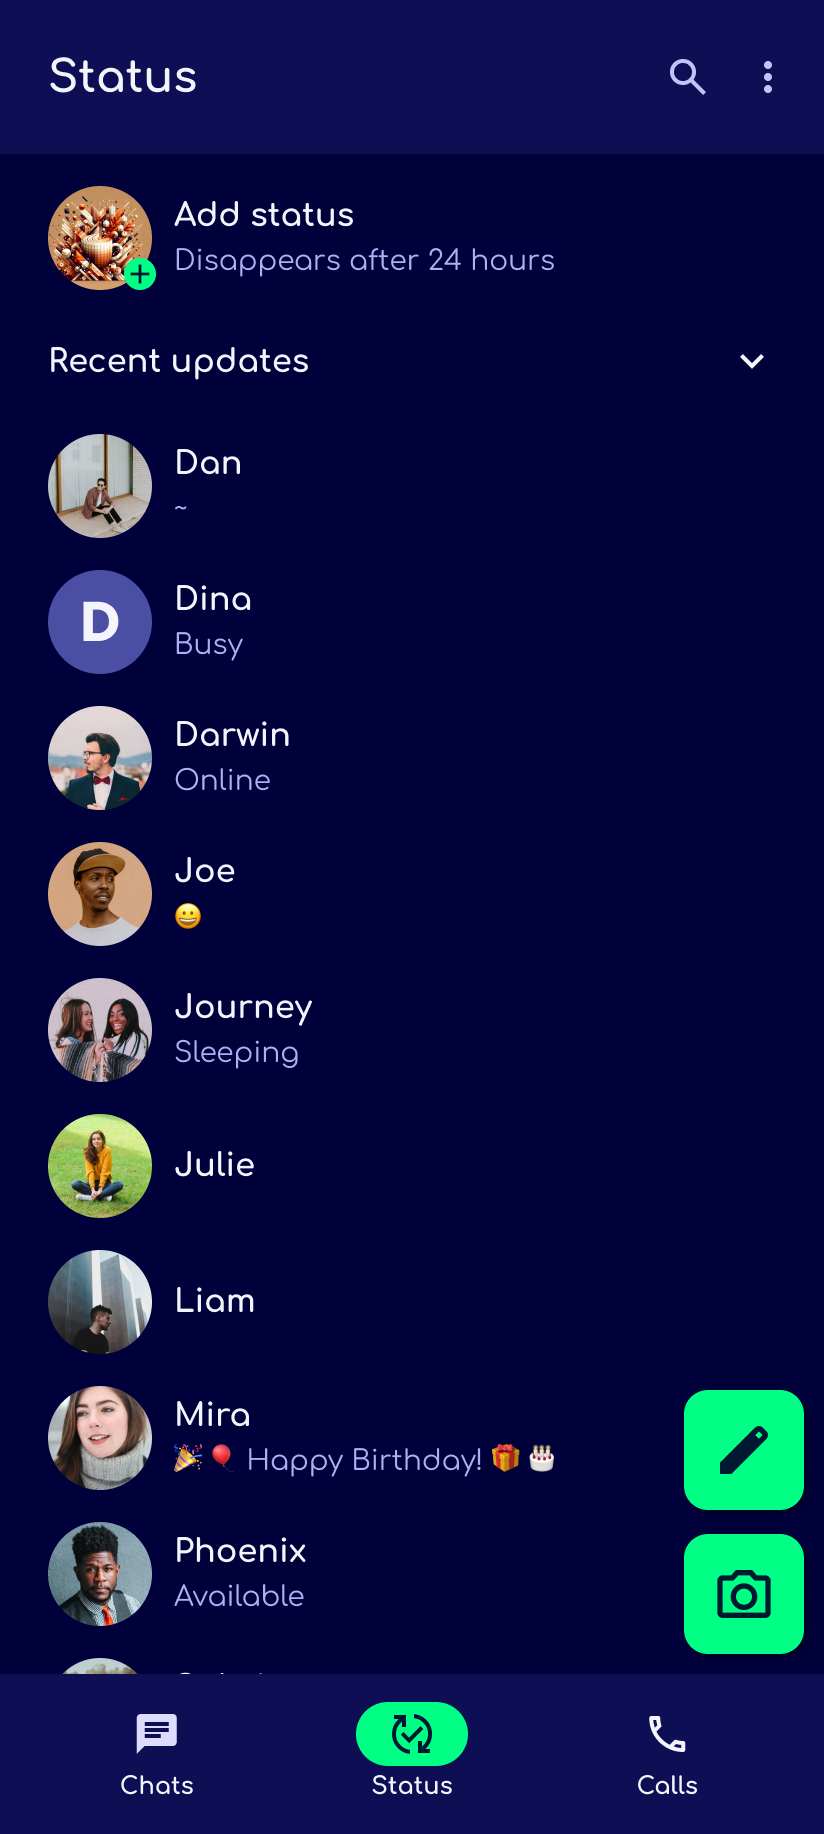 Status
Add status
Disappears after 24 hours
Recent updates
Dan
~
D
Dina
Busy
Darwin
Online
Joe
😀
Journey
Sleeping
Julie
Liam
Mira
🎉🎈 Happy Birthday! 🎁🎂
Phoenix
Available
Chats
Status
Calls